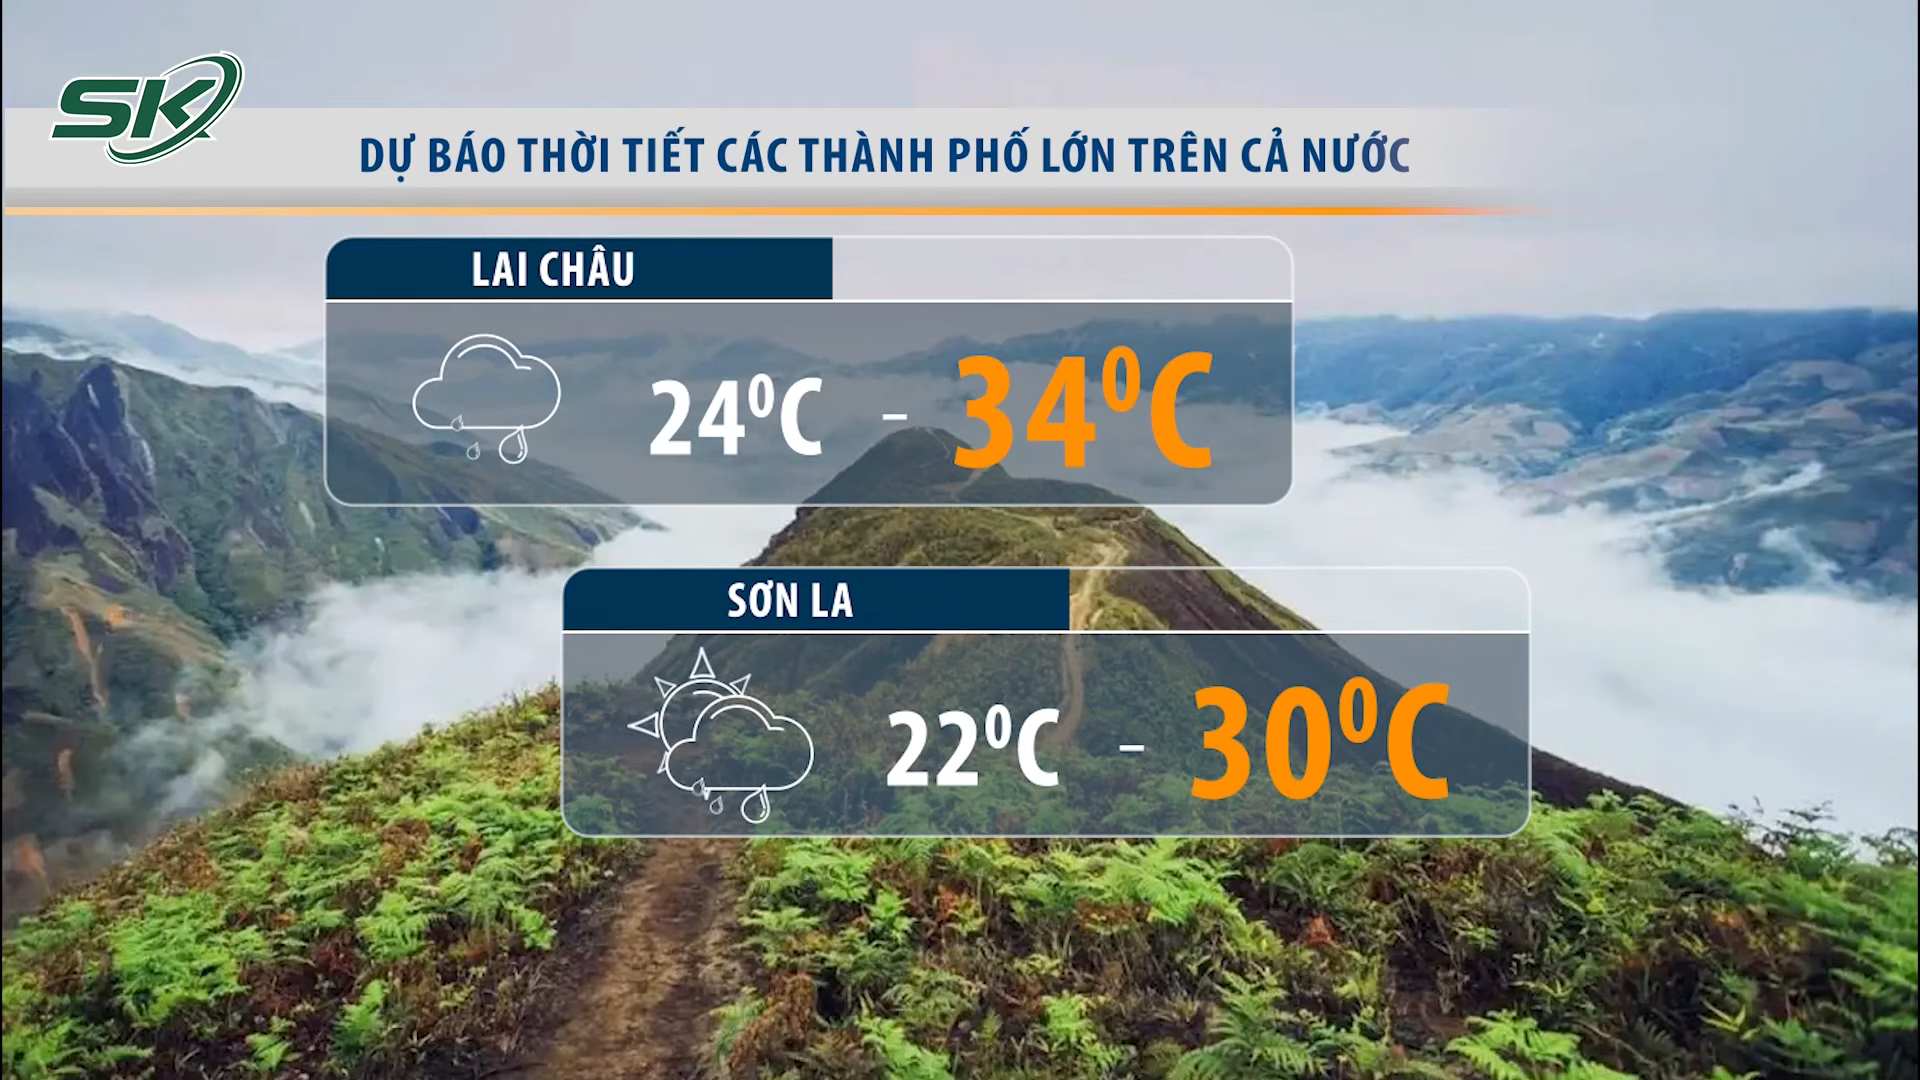 SK
DỰ BÁO THỜI TIẾT CÁC THÀNH PHỐ LỚN TRÊN CẢ NƯỚC
LAI CHÂU
24⁰C - 34⁰C
SƠN LA
22⁰C - 30⁰C